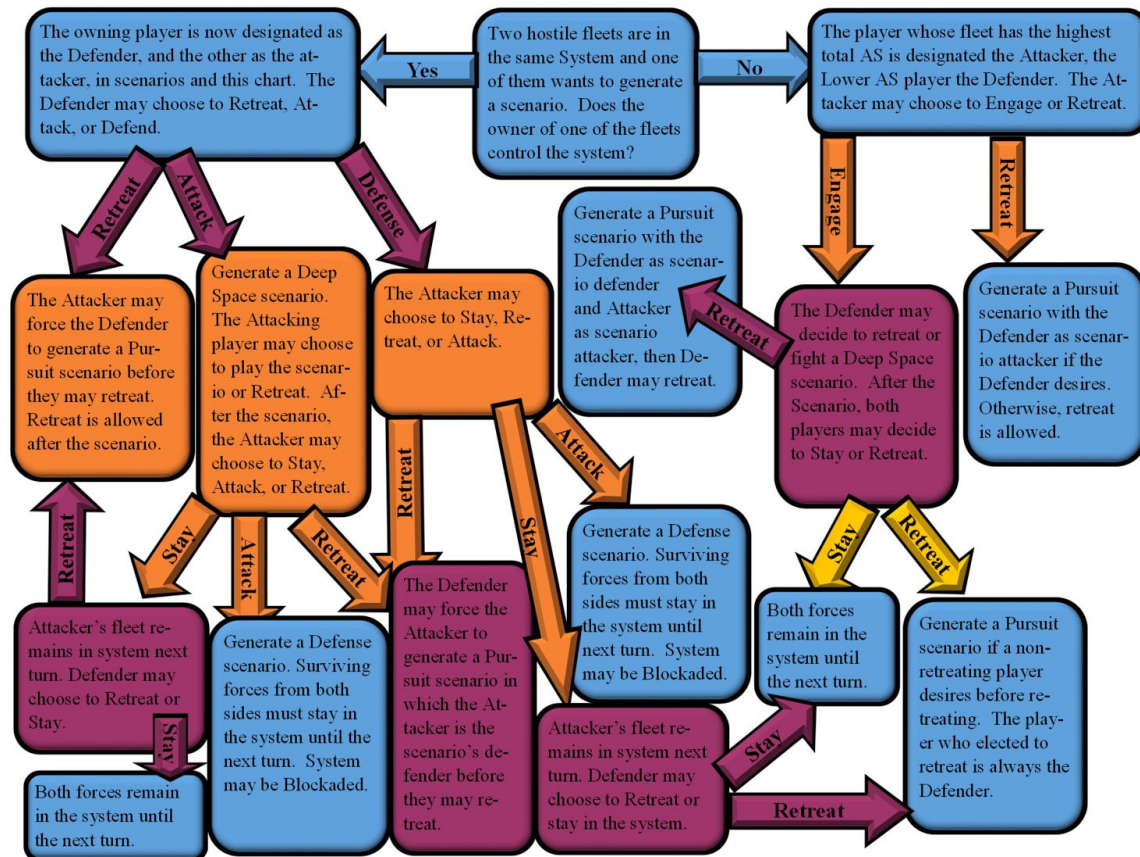 The owning player is now designated as
the Defender, and the other as the at-
tacker, in scenarios and this chart.  The
Defender may choose to Retreat, At-
tack, or Defend.
Yes
Two hostile fleets are in
the same System and one
of them wants to generate
a scenario.  Does the
owner of one of the fleets
control the system?
No
The player whose fleet has the highest
total AS is designated the Attacker, the
Lower AS player the Defender.  The
Attacker may choose to Engage or Retreat.
Retreat
Attack
Defense
Engage
Retreat
The Attacker may
force the Defender
to generate a Pur-
suit scenario before
they may retreat.
Retreat is allowed
after the scenario.
Generate a Deep
Space scenario.
The Attacking
player may choose
to play the scenar-
io or Retreat.  Af-
ter the scenario,
the Attacker may
choose to Stay,
Attack, or Retreat.
The Attacker may
choose to Stay, Re-
treat, or Attack.
Generate a Pursuit
scenario with the
Defender as scenar-
io defender
and Attacker
as scenario
attacker, then De-
fender may retreat.
Retreat
The Defender may
decide to retreat or
fight a Deep Space
scenario.  After the
Scenario, both
players may decide
to Stay or Retreat.
Generate a Pursuit
scenario with the
Defender as scenar-
io attacker if the
Defender desires.
Otherwise, retreat
is allowed.
Retreat
Stay
Attack
Retreat
Retreat
Stay
Attack
Stay
Retreat
Attacker's fleet re-
mains in system next
turn. Defender may
choose to Retreat or
Stay.
Stay
Both forces remain
in the system until
the next turn.
Generate a Defense
scenario. Surviving
forces from both
sides must stay in
the system until the
next turn.  System
may be Blockaded.
The Defender
may force the
Attacker to
generate a Pur-
suit scenario in
which the At-
tacker is the
scenario's de-
fender before
they may re-
treat.
Generate a Defense
scenario. Surviving
forces from both
sides must stay in
the system until
next turn.  System
may be Blockaded.
Attacker's fleet re-
mains in system next
turn. Defender may
choose to Retreat or
stay in the system.
Stay
Retreat
Both forces
remain in the
system until
the next turn.
Generate a Pursuit
scenario if a non-
retreating player
desires before re-
treating.  The play-
er who elected to
retreat is always the
Defender.